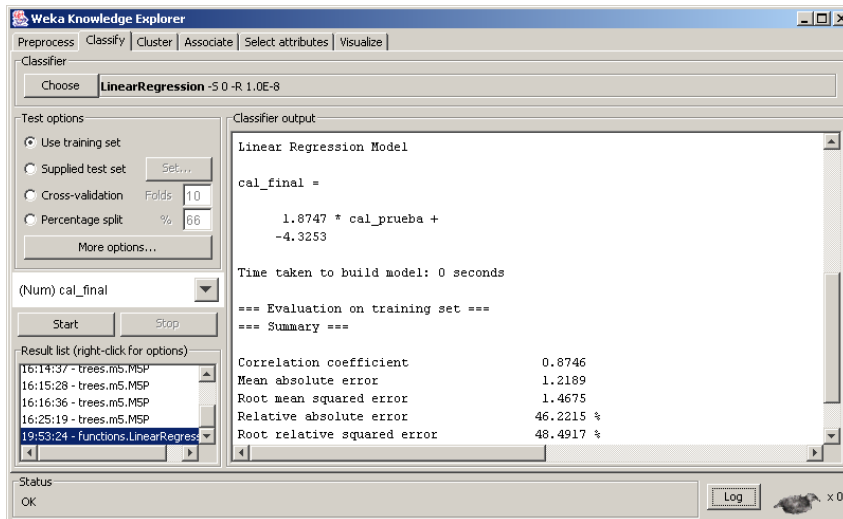 Weka Knowledge Explorer
Preprocess Classify Cluster Associate Select attributes Visualize
Classifier
Choose LinearRegression -S 0 -R 1.0E-8
Test options
Use training set
Supplied test set Set...
Cross-validation Folds 10
Percentage split % 66
More options...
(Num) cal_final
Start Stop
Result list (right-click for options)
16:14:37 - trees.m5.M5P
16:15:28 - trees.m5.M5P
16:16:36 - trees.m5.M5P
16:25:19 - trees.m5.M5P
19:53:24 - functions.LinearRegress
Classifier output
Linear Regression Model
cal_final =
1.8747 * cal_prueba +
-4.3253
Time taken to build model: 0 seconds
=== Evaluation on training set ===
=== Summary ===
Correlation coefficient 0.8746
Mean absolute error 1.2189
Root mean squared error 1.4675
Relative absolute error 46.2215 %
Root relative squared error 48.4917 %
Status
OK
Log x 0